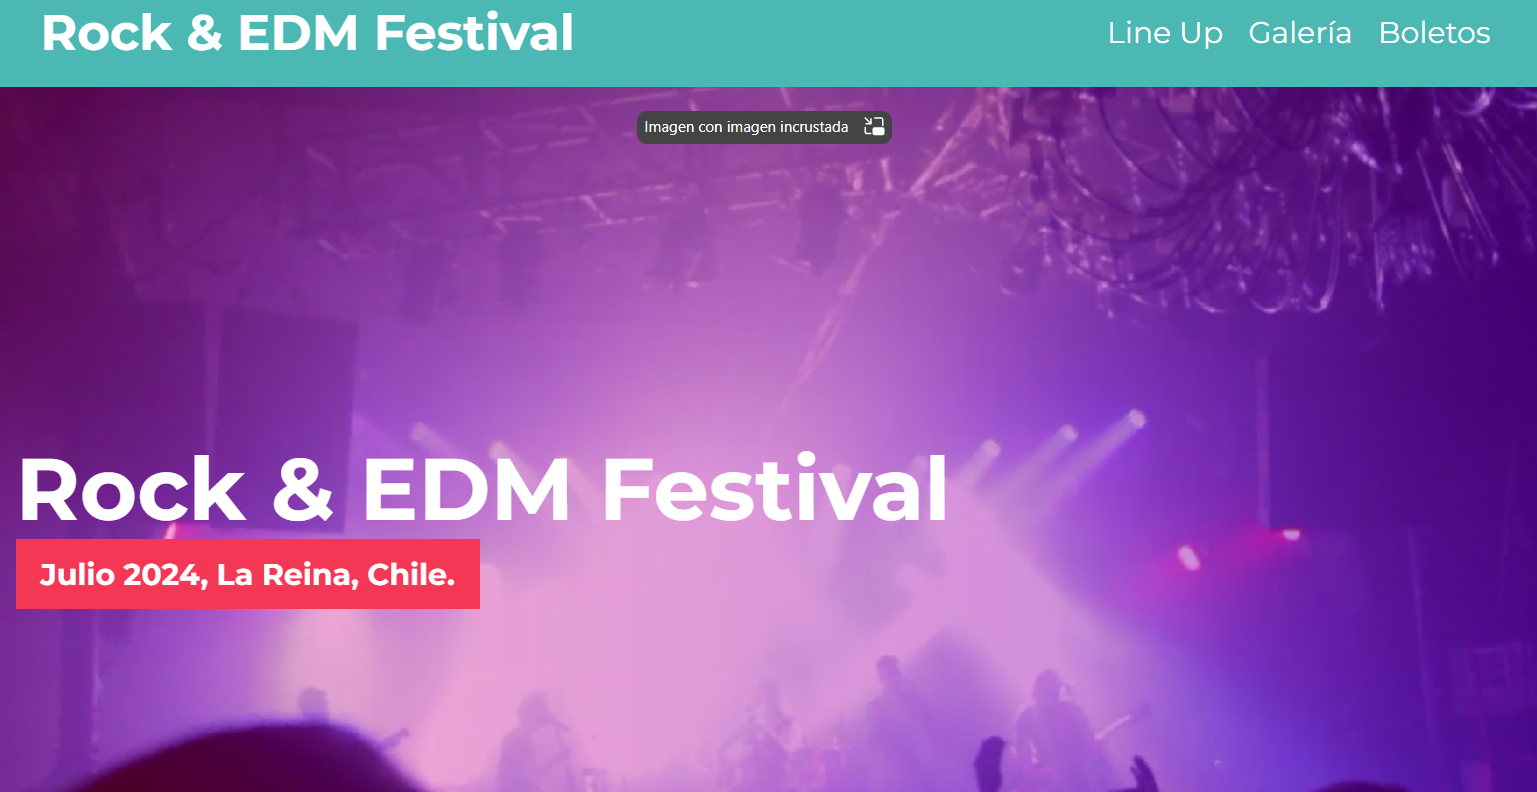 Rock & EDM Festival
Line Up Galería Boletos
Imagen con imagen incrustada
Rock & EDM Festival
Julio 2024, La Reina, Chile.